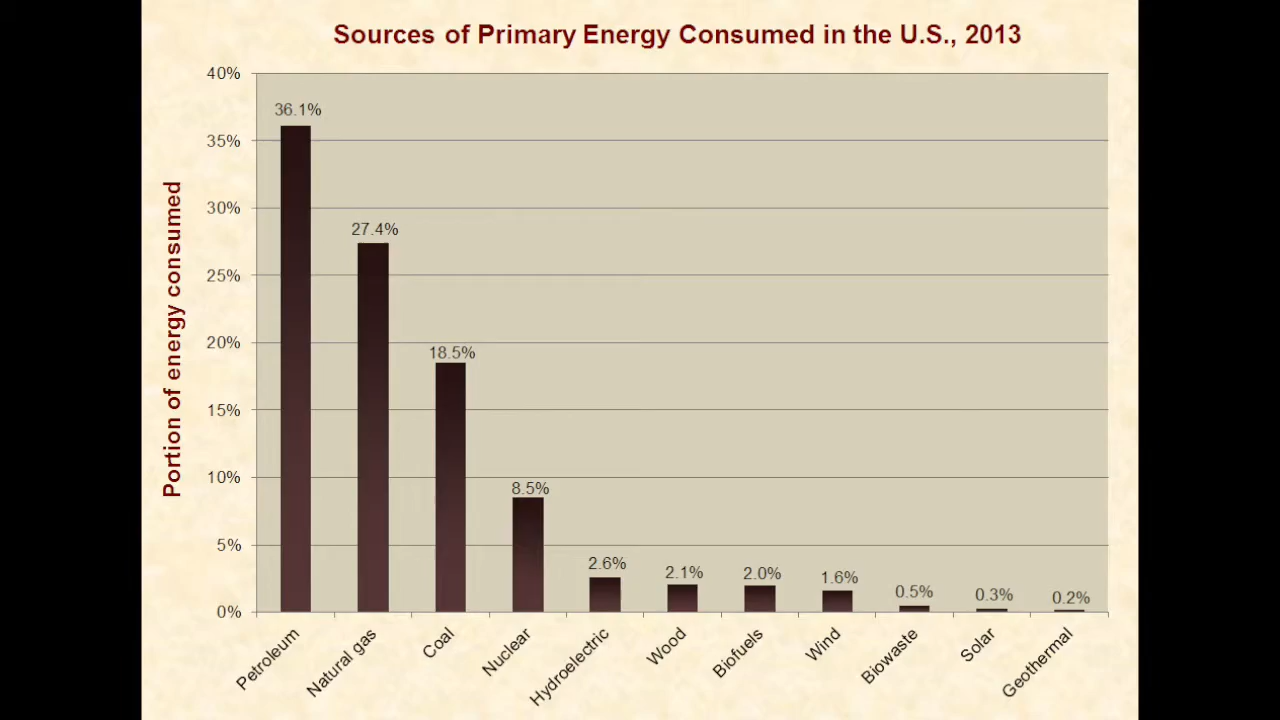 Sources of Primary Energy Consumed in the U.S., 2013
Portion of energy consumed
40%
35%
30%
25%
20%
15%
10%
5%
0%
36.1%
27.4%
18.5%
8.5%
2.6%
2.1%
2.0%
1.6%
0.5%
0.3%
0.2%
Petroleum
Natural gas
Coal
Nuclear
Hydroelectric
Wood
Biofuels
Wind
Biowaste
Solar
Geothermal